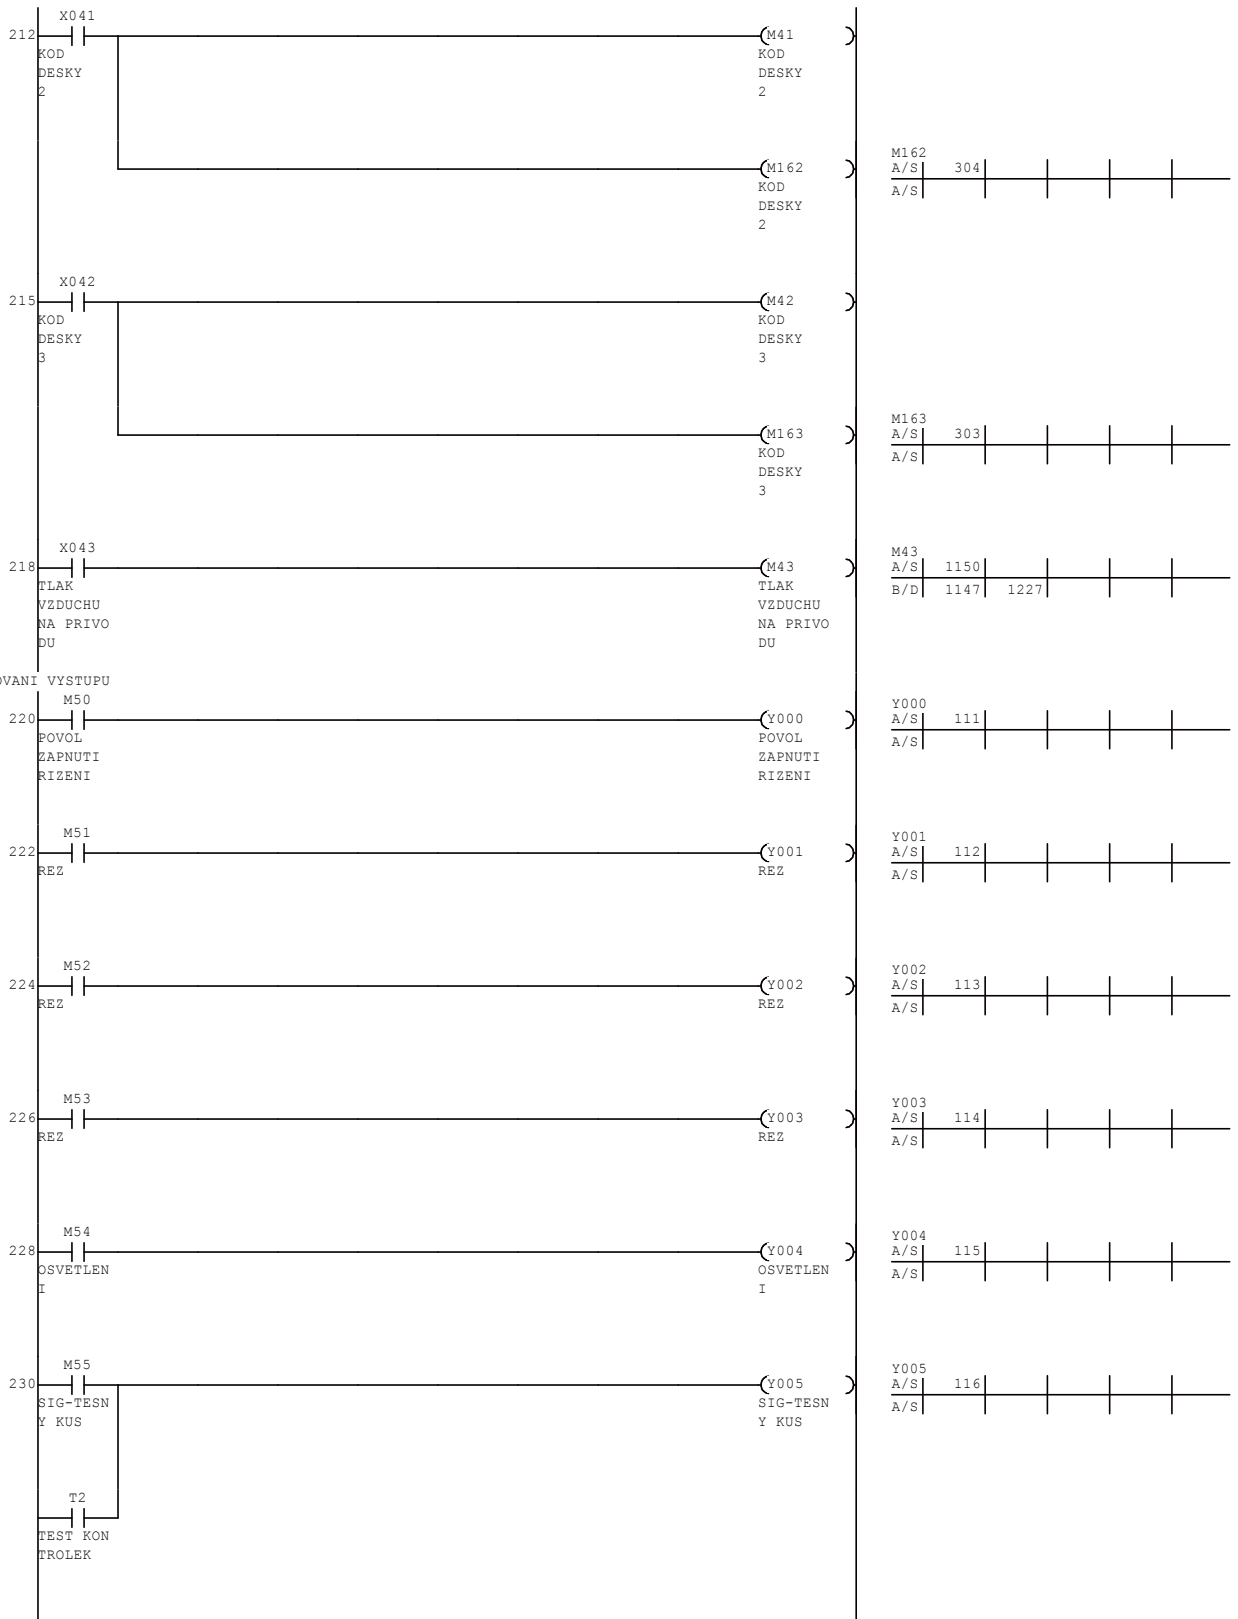 X041
212
M41
KOD
KOD
DESKY
DESKY
2
2
M162
M162
A/S 304
A/S
KOD
DESKY
2
X042
215
M42
KOD
KOD
DESKY
DESKY
3
3
M163
M163
A/S 303
A/S
KOD
DESKY
3
X043
218
M43
M43
A/S 1150
B/D 1147 1227
TLAK
TLAK
VZDUCHU
VZDUCHU
NA PRIVO
NA PRIVO
DU
DU
OVANI VYSTUPU
M50
220
Y000
Y000
A/S 111
A/S
POVOL
POVOL
ZAPNUTI
ZAPNUTI
RIZENI
RIZENI
M51
222
Y001
Y001
A/S 112
A/S
REZ
REZ
M52
224
Y002
Y002
A/S 113
A/S
REZ
REZ
M53
226
Y003
Y003
A/S 114
A/S
REZ
REZ
M54
228
Y004
Y004
A/S 115
A/S
OSVETLEN
OSVETLEN
I
I
M55
230
Y005
Y005
A/S 116
A/S
SIG-TESN
SIG-TESN
Y KUS
Y KUS
T2
TEST KON
TROLEK